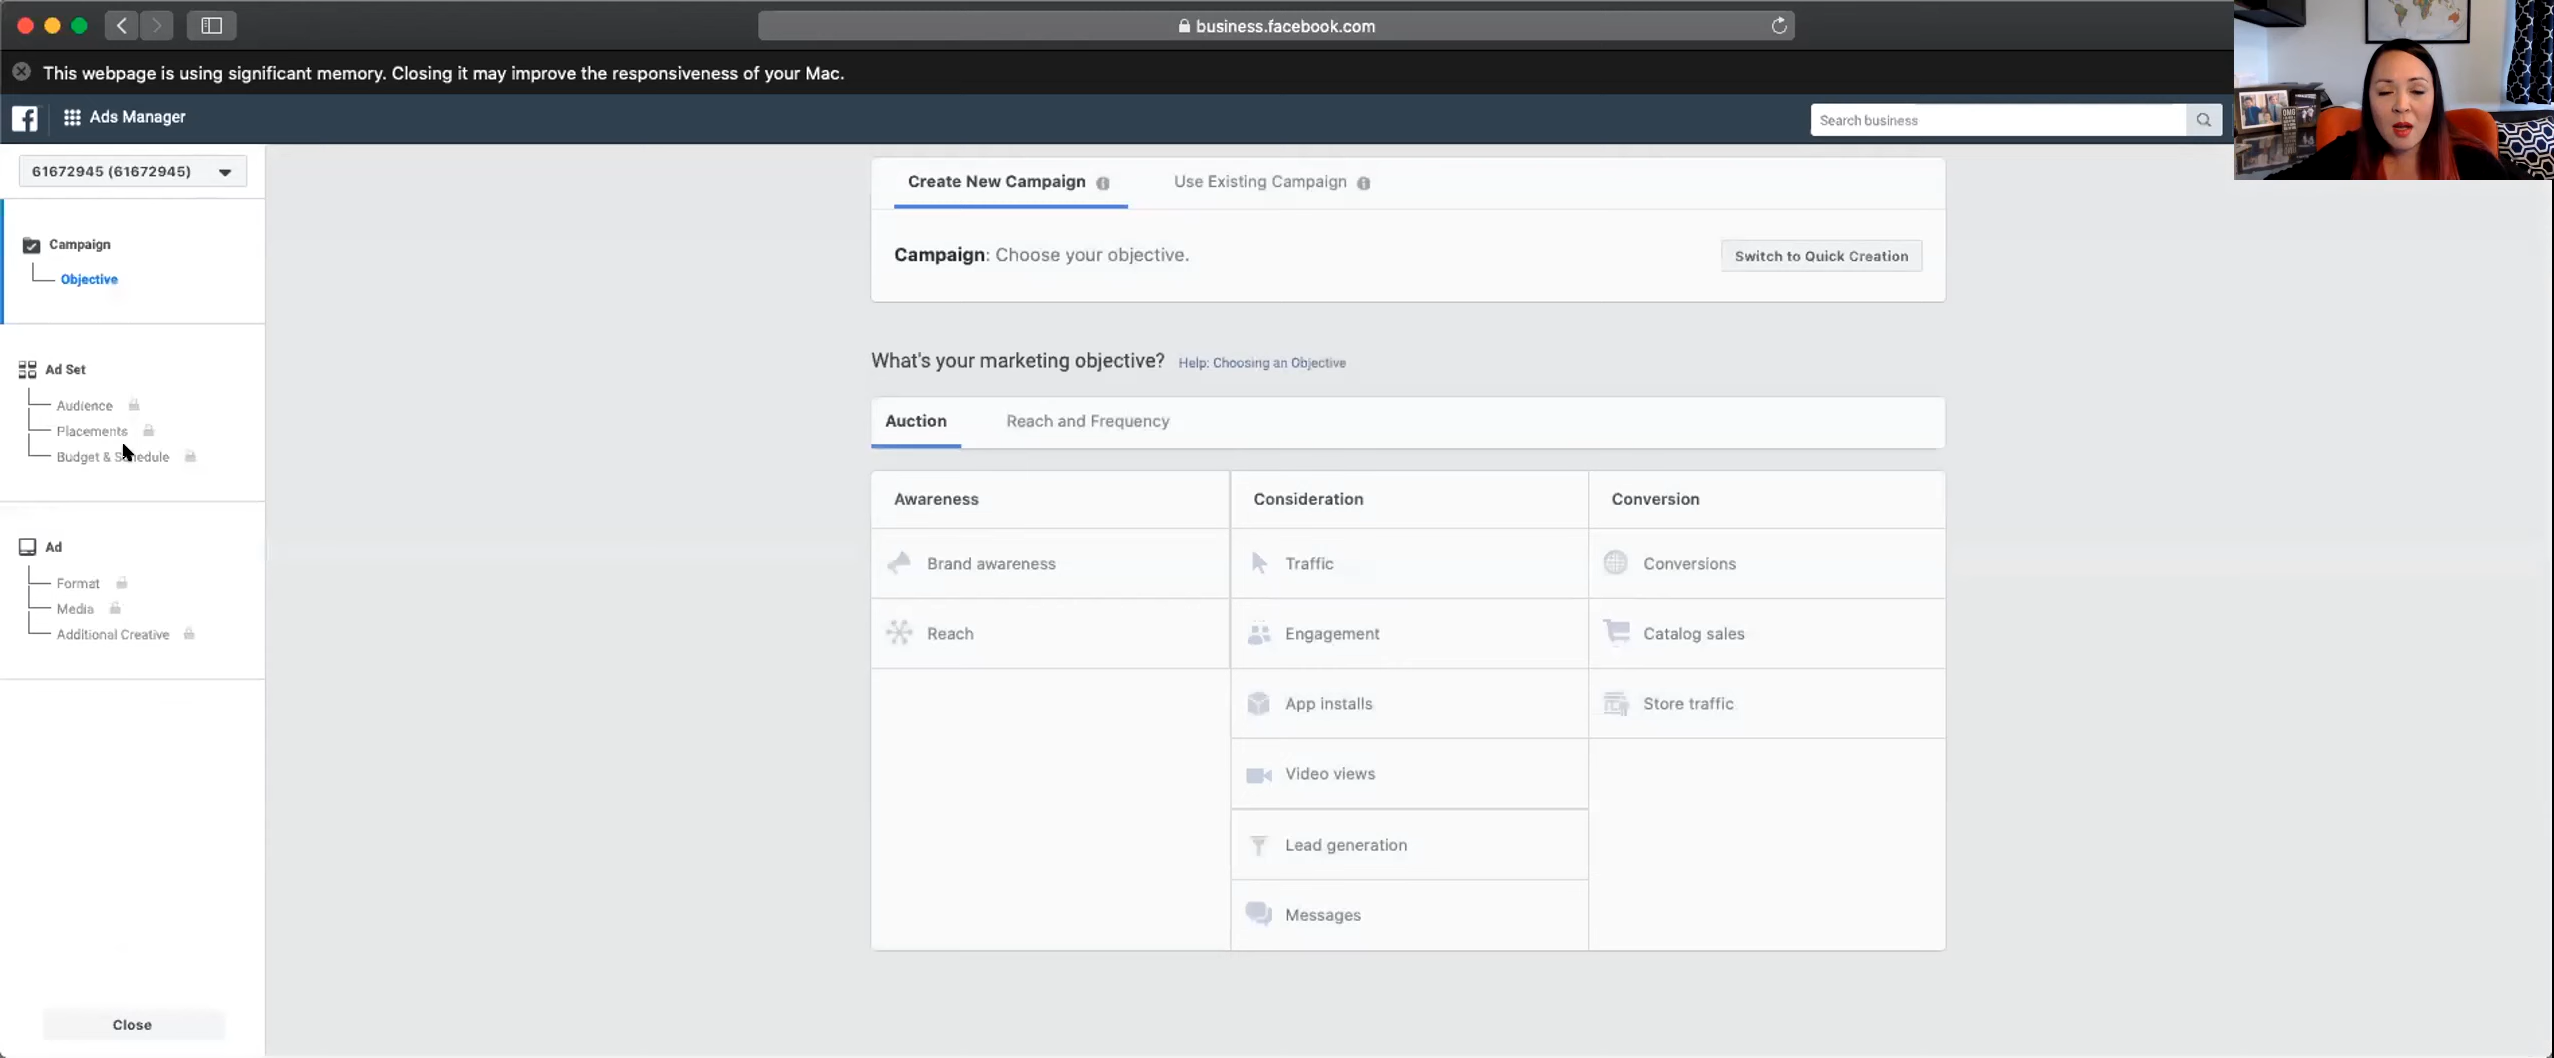 business.facebook.com
This webpage is using significant memory. Closing it may improve the responsiveness of your Mac.
Ads Manager
Search business
61672945 (61672945)
Campaign
Objective
Ad Set
Audience
Placements
Budget & Schedule
Ad
Format
Media
Additional Creative
Close
Create New Campaign
Use Existing Campaign
Campaign: Choose your objective.
Switch to Quick Creation
What's your marketing objective? Help: Choosing an Objective
Auction
Reach and Frequency
Awareness
Consideration
Conversion
Brand awareness
Traffic
Conversions
Reach
Engagement
Catalog sales
App installs
Store traffic
Video views
Lead generation
Messages